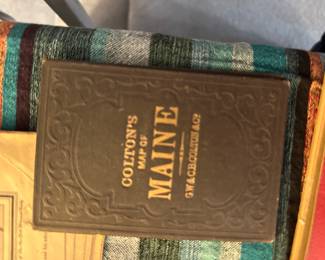 COLTON'S
MAP OF
MAINE
G.W.& C.B. COLTON & Co.